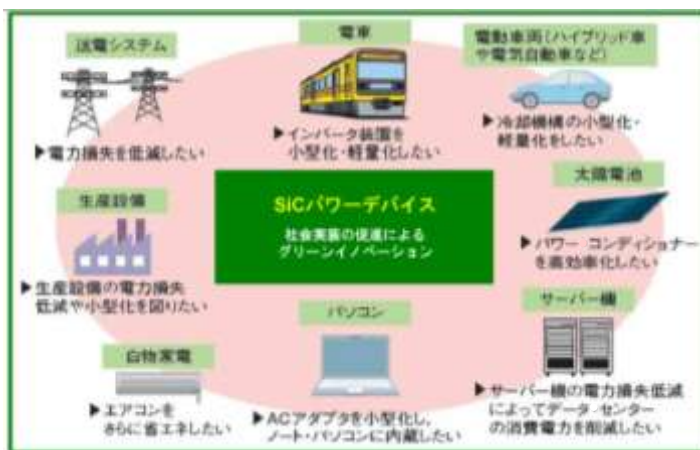 送電システム
▶電力損失を低減したい
電車
▶インバータ装置を
小型化・軽量化したい
電動車両(ハイブリッド車
や電気自動車など)
▶冷却機構の小型化・
軽量化をしたい
生産設備
▶生産設備の電力損失
低減や小型化を図りたい
SiCパワーデバイス
社会実装の促進による
グリーンイノベーション
太陽電池
▶パワー コンディショナー
を高効率化したい
白物家電
▶エアコンを
さらに省エネしたい
パソコン
▶ACアダプタを小型化し,
ノート・パソコンに内蔵したい
サーバー機
▶サーバー機の電力損失低減
によってデータ・センター
の消費電力を削減したい